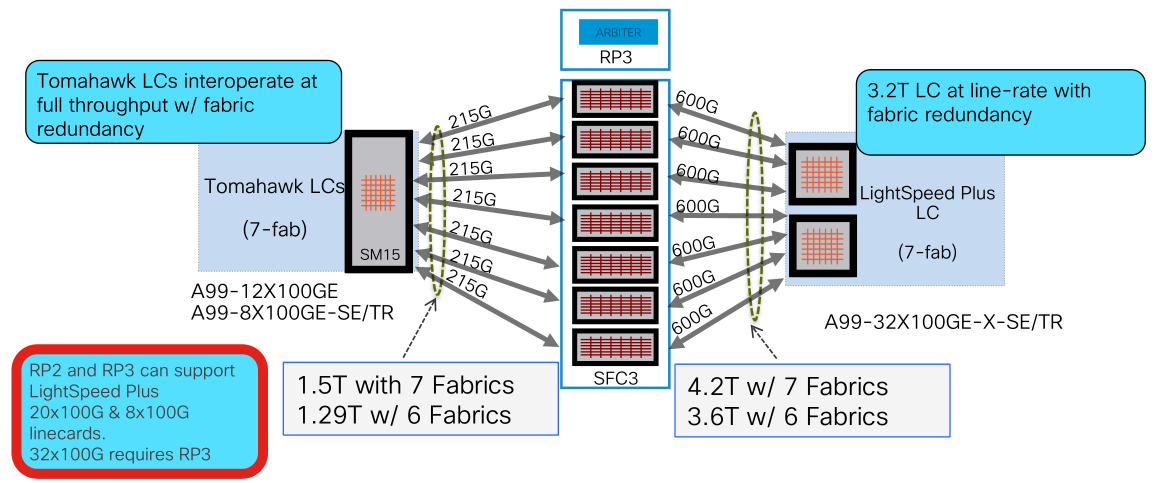 ARBITER
RP3
Tomahawk LCs interoperate at
full throughput w/ fabric
redundancy
3.2T LC at line-rate with
fabric redundancy
215G
215G
215G
215G
215G
215G
215G
600G
600G
600G
600G
600G
600G
600G
Tomahawk LCs
(7-fab)
SM15
LightSpeed Plus
LC
(7-fab)
A99-12X100GE
A99-8X100GE-SE/TR
A99-32X100GE-X-SE/TR
SFC3
RP2 and RP3 can support
LightSpeed Plus
20x100G & 8x100G
linecards.
32x100G requires RP3
1.5T with 7 Fabrics
1.29T w/ 6 Fabrics
4.2T w/ 7 Fabrics
3.6T w/ 6 Fabrics